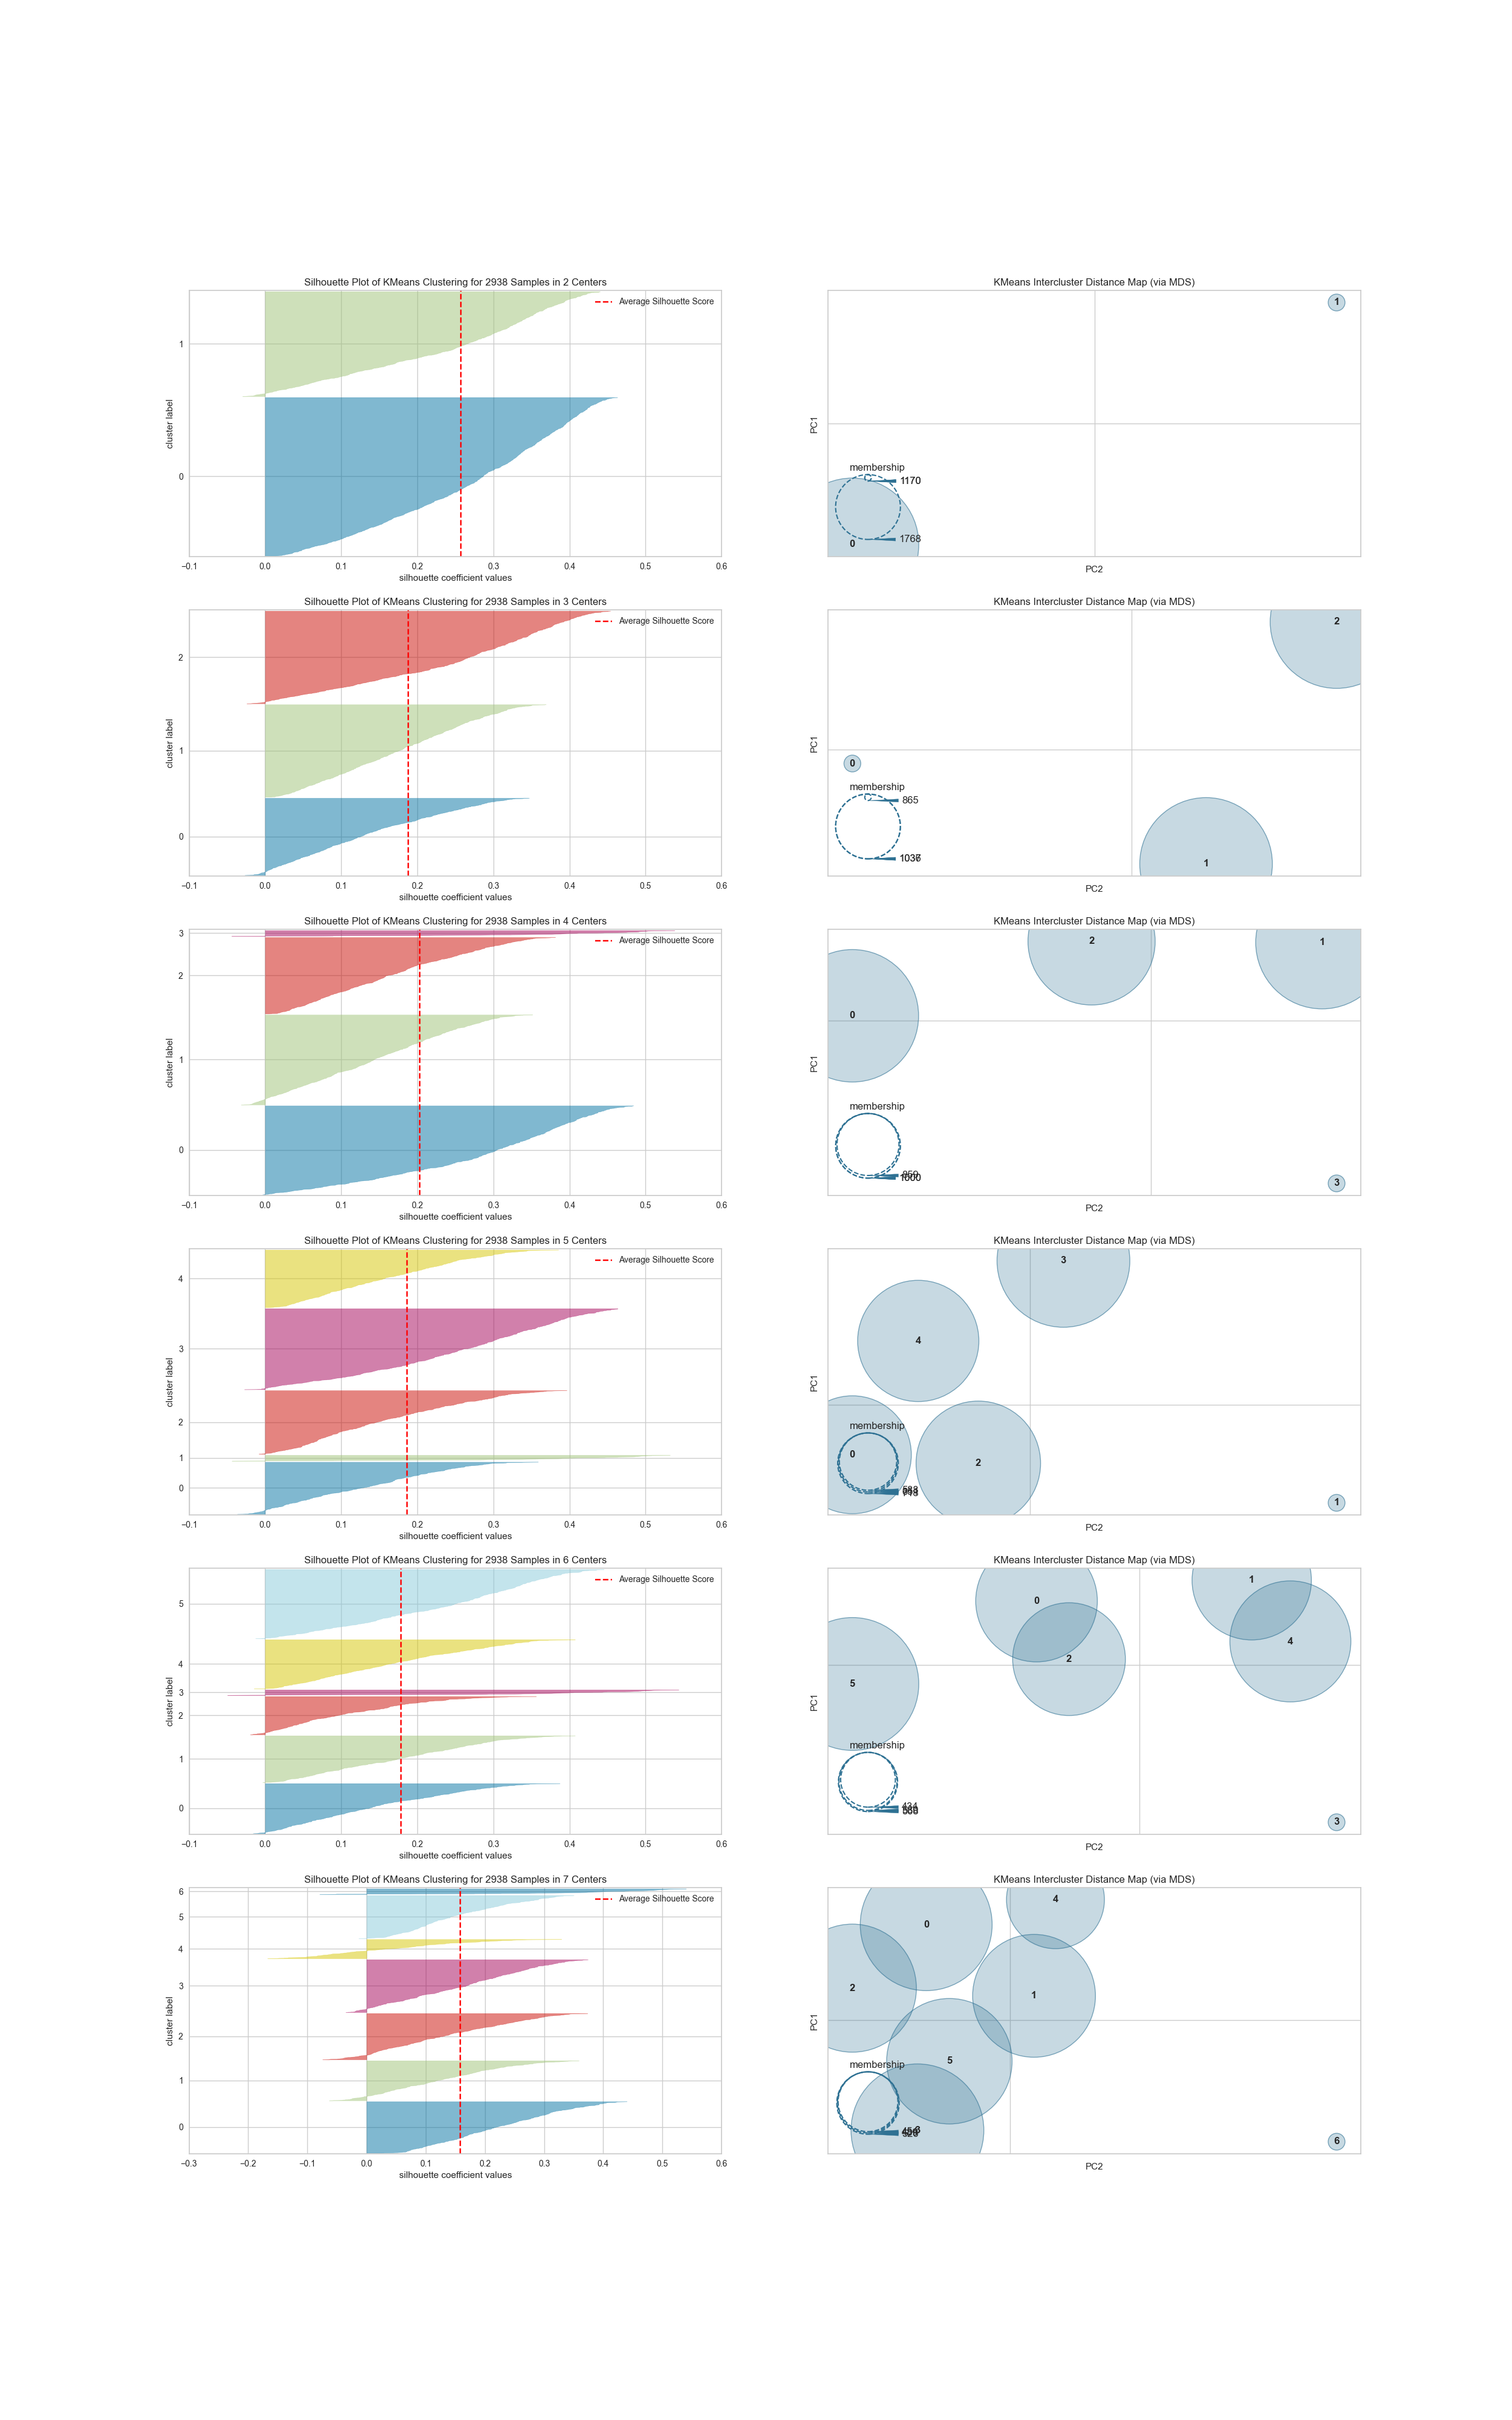 Silhouette Plot of KMeans Clustering for 2938 Samples in 2 Centers
Average Silhouette Score
1
0
cluster label
−0.1 0.0 0.1 0.2 0.3 0.4 0.5 0.6
silhouette coefficient values
KMeans Intercluster Distance Map (via MDS)
1
PC1
membership
1170
1768
0
PC2
Silhouette Plot of KMeans Clustering for 2938 Samples in 3 Centers
Average Silhouette Score
2
1
0
cluster label
−0.1 0.0 0.1 0.2 0.3 0.4 0.5 0.6
silhouette coefficient values
KMeans Intercluster Distance Map (via MDS)
2
PC1
0
membership
865
1
PC2
Silhouette Plot of KMeans Clustering for 2938 Samples in 4 Centers
Average Silhouette Score
3
2
1
0
cluster label
−0.1 0.0 0.1 0.2 0.3 0.4 0.5 0.6
silhouette coefficient values
KMeans Intercluster Distance Map (via MDS)
2
1
0
PC1
membership
3
PC2
Silhouette Plot of KMeans Clustering for 2938 Samples in 5 Centers
Average Silhouette Score
4
3
2
1
0
cluster label
−0.1 0.0 0.1 0.2 0.3 0.4 0.5 0.6
silhouette coefficient values
KMeans Intercluster Distance Map (via MDS)
3
4
PC1
membership
0
2
1
PC2
Silhouette Plot of KMeans Clustering for 2938 Samples in 6 Centers
Average Silhouette Score
5
4
3
2
1
0
cluster label
−0.1 0.0 0.1 0.2 0.3 0.4 0.5 0.6
silhouette coefficient values
KMeans Intercluster Distance Map (via MDS)
1
0
4
2
5
PC1
membership
3
PC2
Silhouette Plot of KMeans Clustering for 2938 Samples in 7 Centers
Average Silhouette Score
6
5
4
3
2
1
0
cluster label
−0.3 −0.2 −0.1 0.0 0.1 0.2 0.3 0.4 0.5 0.6
silhouette coefficient values
KMeans Intercluster Distance Map (via MDS)
4
0
2
1
PC1
5
membership
3
6
PC2